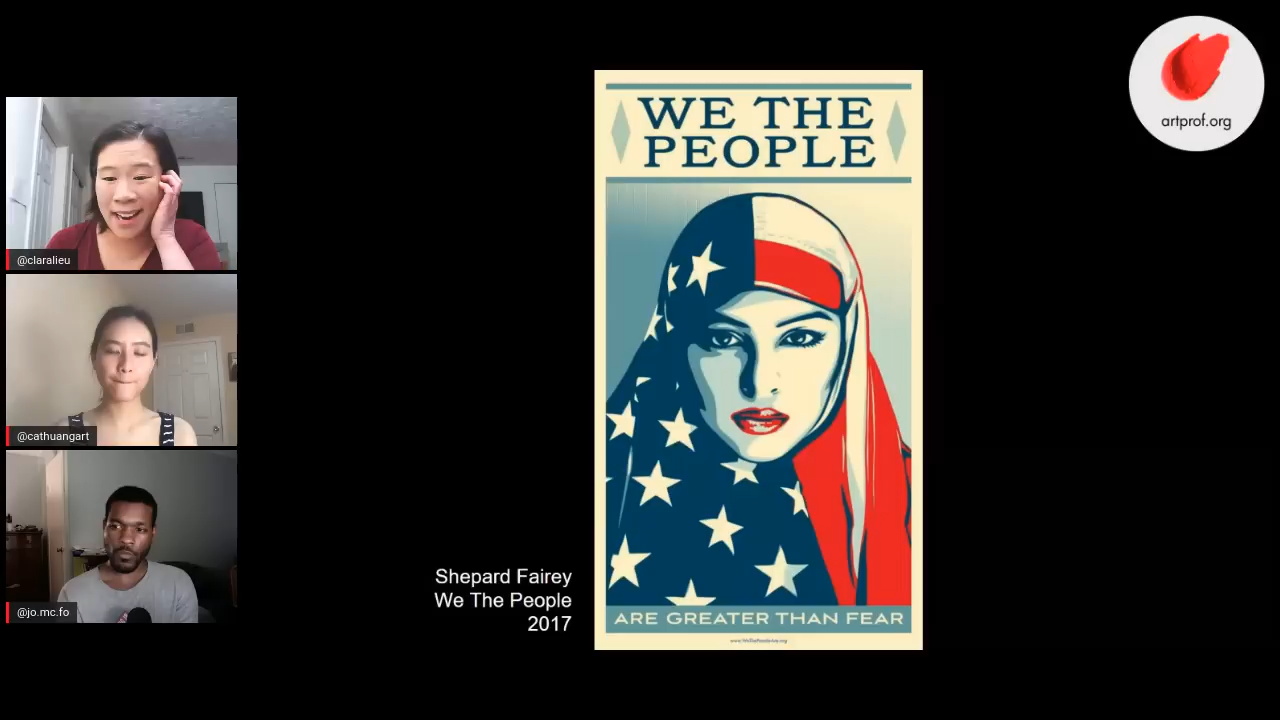 artprof.org
@claralieu
@cathuangart
@jo.mc.fo
Shepard Fairey
We The People
2017
WE THE
PEOPLE
ARE GREATER THAN FEAR